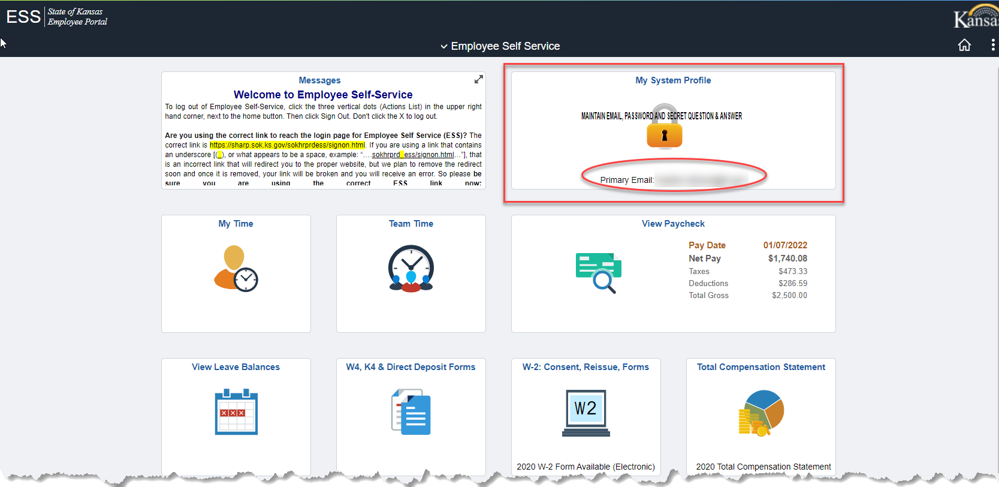 ESS
State of Kansas
Employee Portal
Kansas
Employee Self Service
Messages
Welcome to Employee Self-Service
To log out of Employee Self-Service, click the three vertical dots (Actions List) in the upper right
hand corner, next to the home button. Then click Sign Out. Don't click the X to log out.
Are you using the correct link to reach the login page for Employee Self Service (ESS)? The
correct link is https://sharp.sok.ks.gov/sokhrprdess/signon.html. If you are using a link that contains
an underscore [(_), or what appears to be a space, example: “….sokhrprd_ess/signon.html…”], that
is an incorrect link that will redirect you to the proper website, but we plan to remove the redirect
soon and once it is removed, your link will be broken and you will receive an error. So please be
sure you are using the correct ESS link now:
My System Profile
MAINTAIN EMAIL, PASSWORD AND SECRET QUESTION & ANSWER
Primary Email:
My Time
Team Time
View Paycheck
Pay Date 01/07/2022
Net Pay $1,740.08
Taxes $473.33
Deductions $286.59
Total Gross $2,500.00
View Leave Balances
W4, K4 & Direct Deposit Forms
W-2: Consent, Reissue, Forms
W2
2020 W-2 Form Available (Electronic)
Total Compensation Statement
2020 Total Compensation Statement